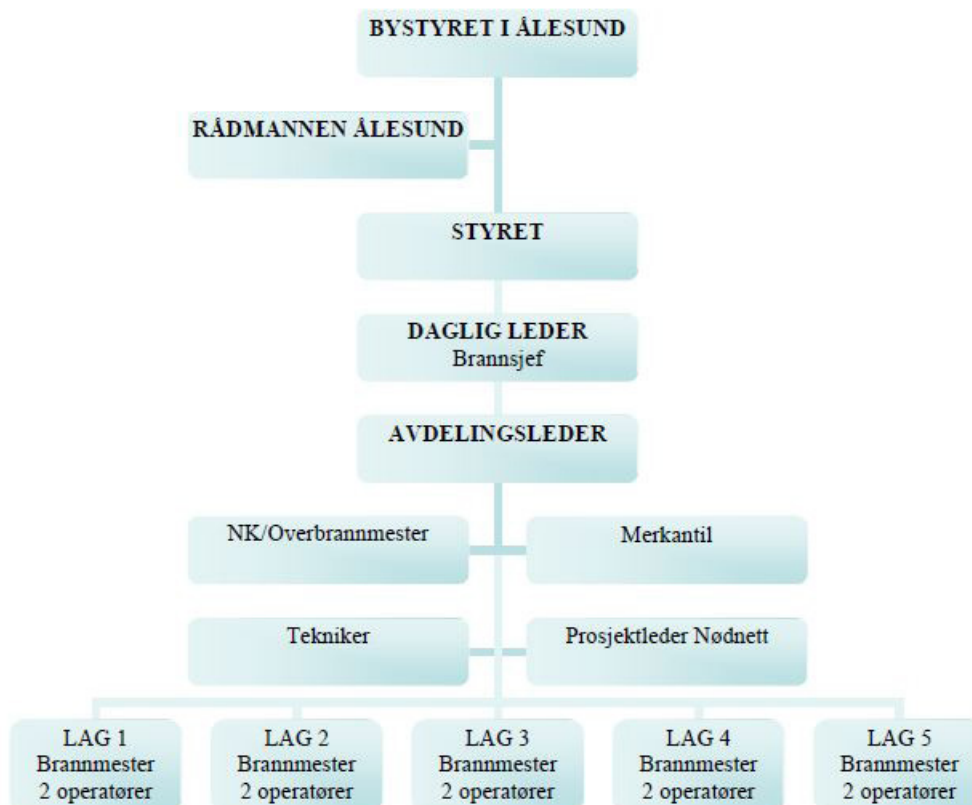 BYSTYRET I ÅLESUND
RÅDMANNEN ÅLESUND
STYRET
DAGLIG LEDER
Brannsjef
AVDELINGSLEDER
NK/Overbrannmester
Merkantil
Tekniker
Prosjektleder Nødnett
LAG 1
Brannmester
2 operatører
LAG 2
Brannmester
2 operatører
LAG 3
Brannmester
2 operatører
LAG 4
Brannmester
2 operatører
LAG 5
Brannmester
2 operatører